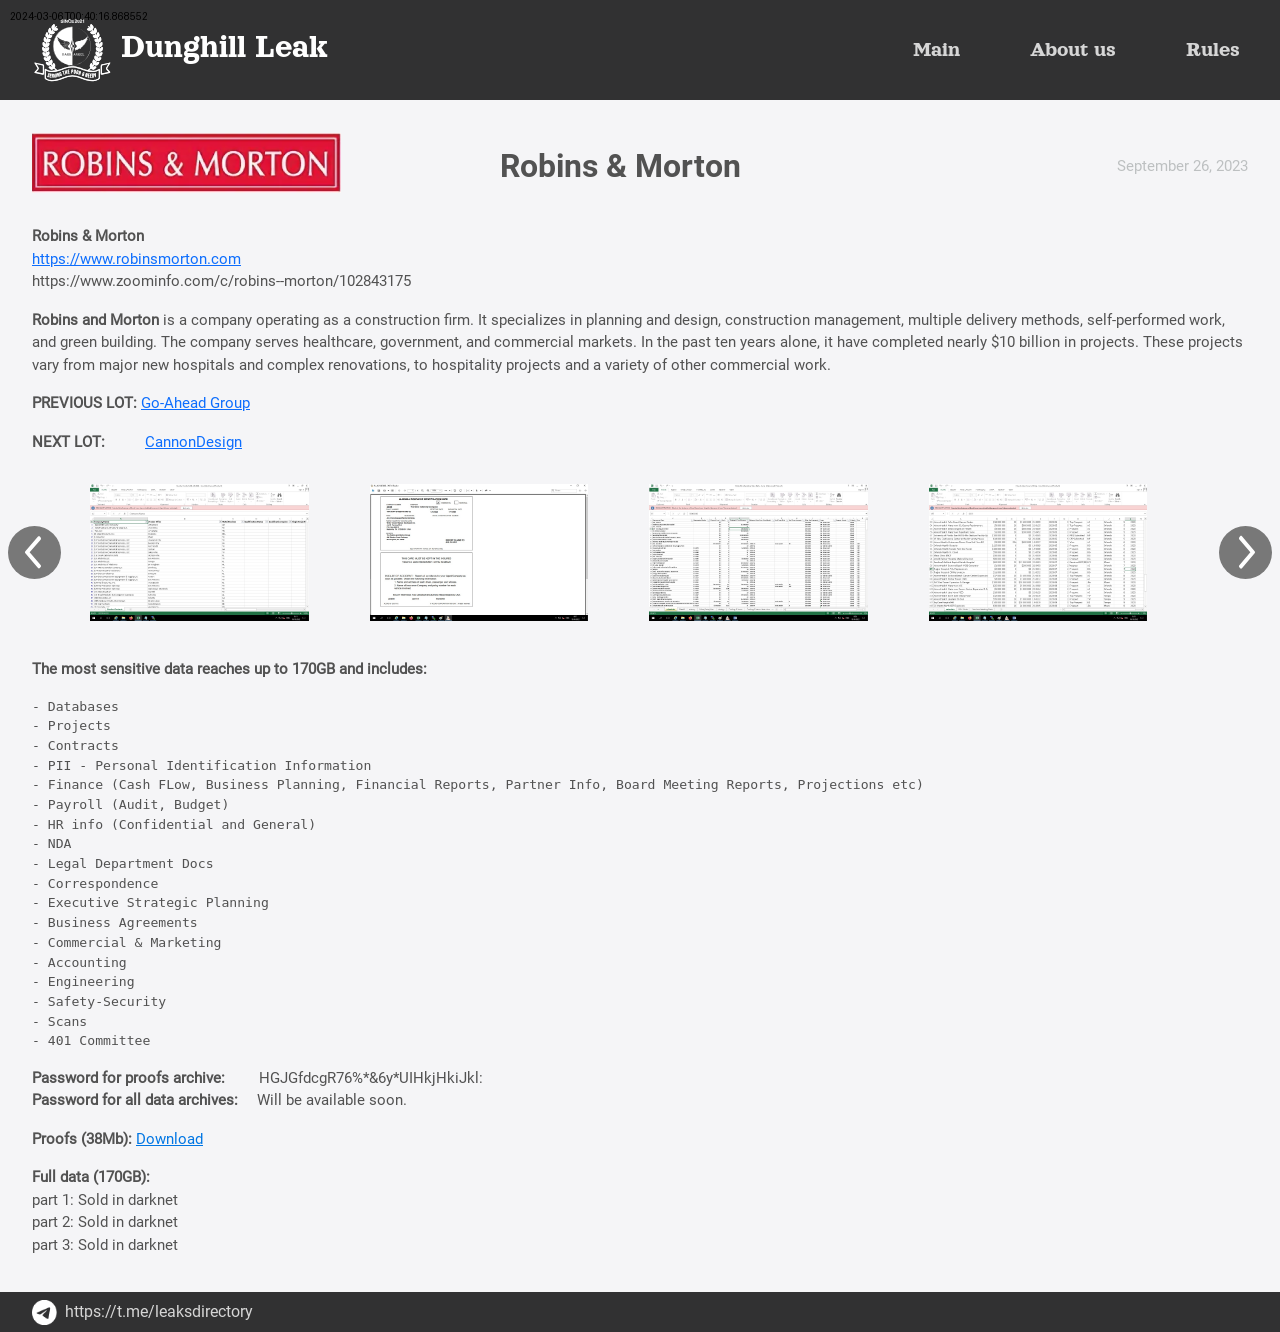 2024-03-06T00:40:16.868552
SINCE 2021
SERVING THE POOR & NEEDY
Dunghill Leak
Main
About us
Rules
ROBINS & MORTON
Robins & Morton
September 26, 2023
Robins & Morton
https://www.robinsmorton.com
https://www.zoominfo.com/c/robins--morton/102843175
Robins and Morton is a company operating as a construction firm. It specializes in planning and design, construction management, multiple delivery methods, self-performed work,
and green building. The company serves healthcare, government, and commercial markets. In the past ten years alone, it have completed nearly $10 billion in projects. These projects
vary from major new hospitals and complex renovations, to hospitality projects and a variety of other commercial work.
PREVIOUS LOT: Go-Ahead Group
NEXT LOT: CannonDesign
The most sensitive data reaches up to 170GB and includes:
- Databases
- Projects
- Contracts
- PII - Personal Identification Information
- Finance (Cash FLow, Business Planning, Financial Reports, Partner Info, Board Meeting Reports, Projections etc)
- Payroll (Audit, Budget)
- HR info (Confidential and General)
- NDA
- Legal Department Docs
- Correspondence
- Executive Strategic Planning
- Business Agreements
- Commercial & Marketing
- Accounting
- Engineering
- Safety-Security
- Scans
- 401 Committee
Password for proofs archive: HGJGfdcgR76%*&6y*UIHkjHkiJkl:
Password for all data archives: Will be available soon.
Proofs (38Mb): Download
Full data (170GB):
part 1: Sold in darknet
part 2: Sold in darknet
part 3: Sold in darknet
https://t.me/leaksdirectory